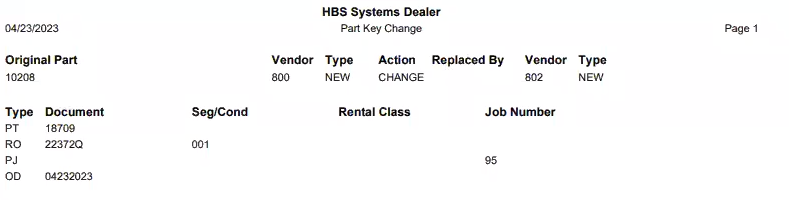 HBS Systems Dealer
04/23/2023 Part Key Change Page 1
Original Part Vendor Type Action Replaced By Vendor Type
10208 800 NEW CHANGE 802 NEW
Type Document Seg/Cond Rental Class Job Number
PT 18709
RO 22372Q 001
PJ 95
OD 04232023